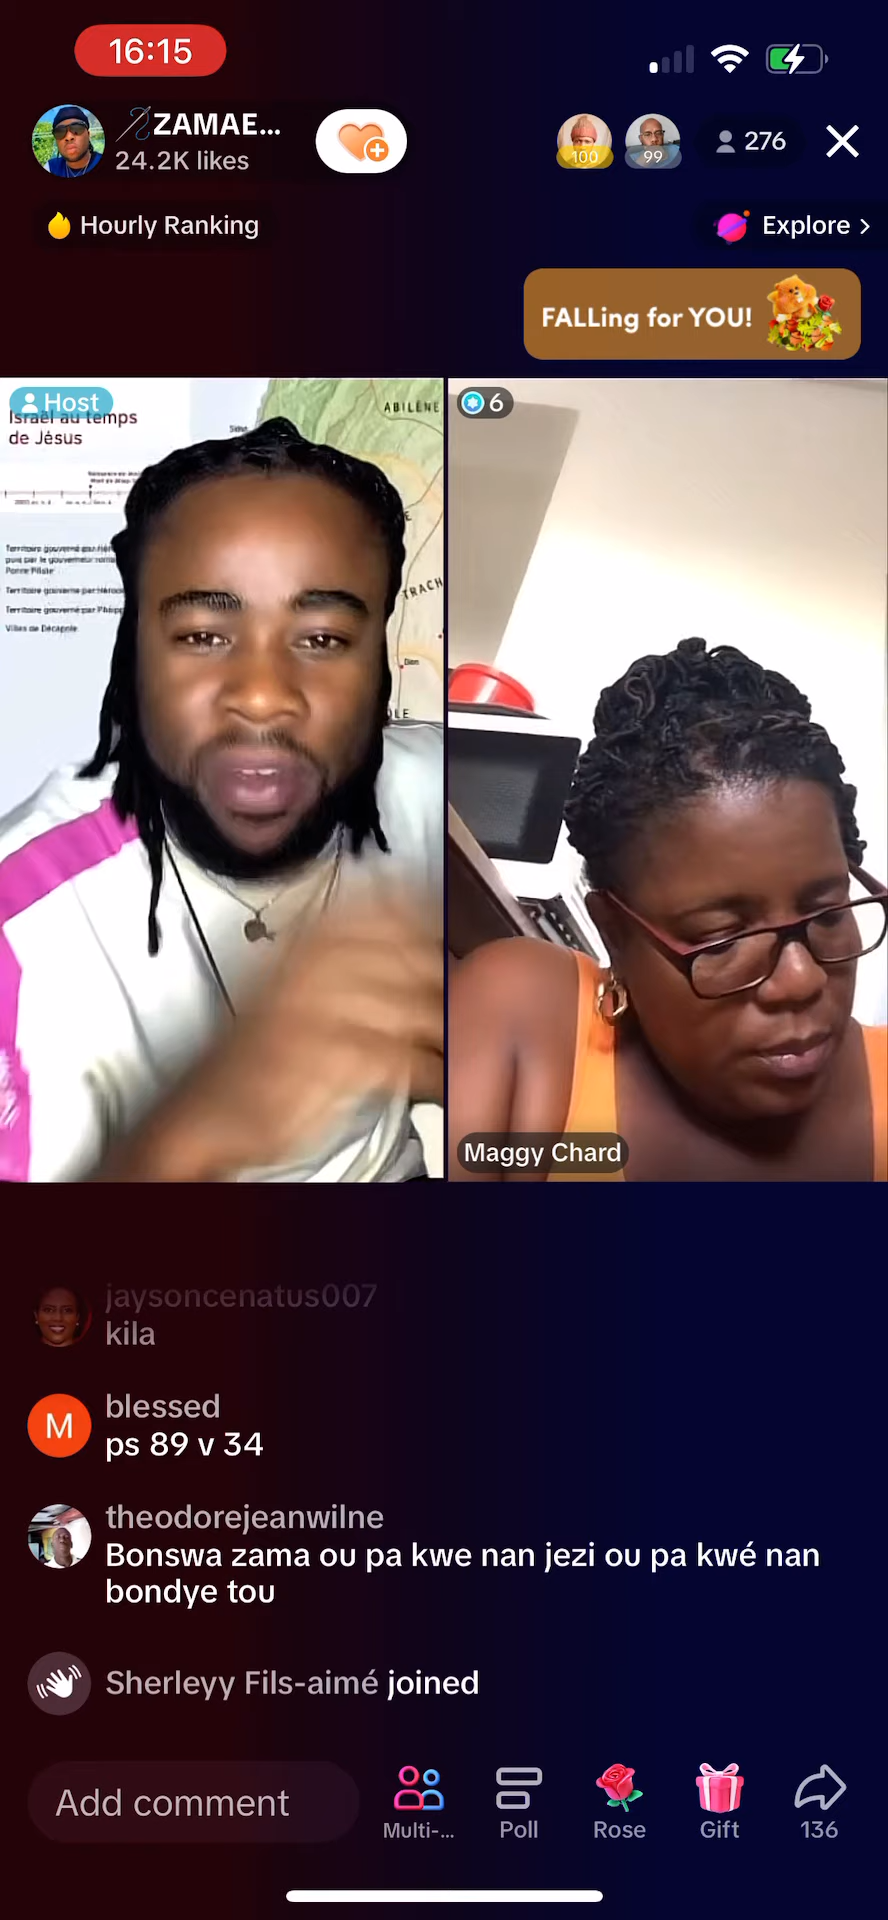 16:15
ZAMAE...
24.2K likes
100
99
276
Hourly Ranking
Explore >
FALLing for YOU!
Host
6
Israël au temps
de Jésus
ABILÈNE
TRACH
Maggy Chard
jaysoncenatus007
kila
M
blessed
ps 89 v 34
theodorejeanwilne
Bonswa zama ou pa kwe nan jezi ou pa kwé nan
bondye tou
Sherleyy Fils-aimé joined
Add comment
Multi-...
Poll
Rose
Gift
136